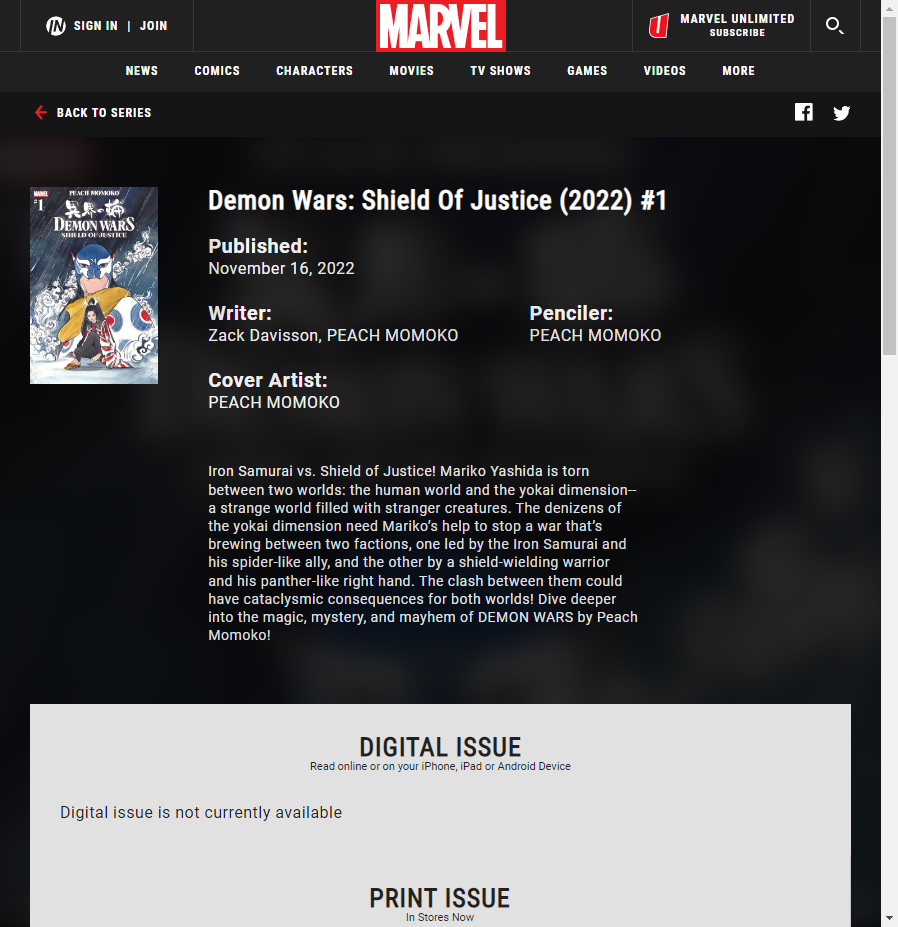 SIGN IN | JOIN
MARVEL
MARVEL UNLIMITED
SUBSCRIBE
NEWS COMICS CHARACTERS MOVIES TV SHOWS GAMES VIDEOS MORE
BACK TO SERIES
MARVEL
PEACH MOMOKO
#1
DEMON WARS
SHIELD OF JUSTICE
Demon Wars: Shield Of Justice (2022) #1
Published:
November 16, 2022
Writer:
Zack Davisson, PEACH MOMOKO
Penciler:
PEACH MOMOKO
Cover Artist:
PEACH MOMOKO
Iron Samurai vs. Shield of Justice! Mariko Yashida is torn
between two worlds: the human world and the yokai dimension--
a strange world filled with stranger creatures. The denizens of
the yokai dimension need Mariko’s help to stop a war that’s
brewing between two factions, one led by the Iron Samurai and
his spider-like ally, and the other by a shield-wielding warrior
and his panther-like right hand. The clash between them could
have cataclysmic consequences for both worlds! Dive deeper
into the magic, mystery, and mayhem of DEMON WARS by Peach
Momoko!
DIGITAL ISSUE
Read online or on your iPhone, iPad or Android Device
Digital issue is not currently available
PRINT ISSUE
In Stores Now